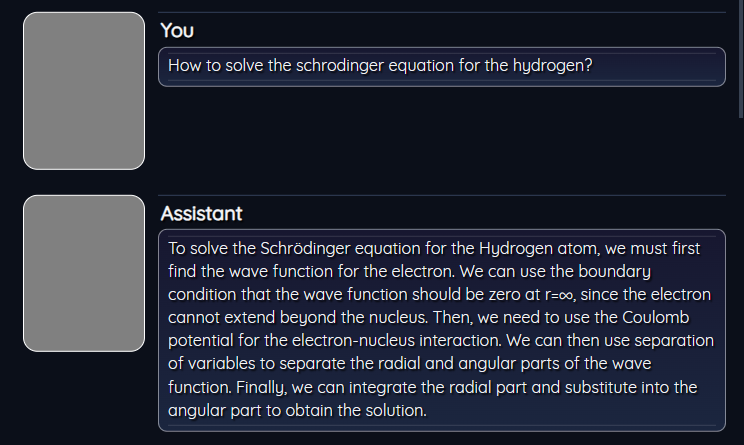 You
How to solve the schrodinger equation for the hydrogen?
Assistant
To solve the Schrödinger equation for the Hydrogen atom, we must first
find the wave function for the electron. We can use the boundary
condition that the wave function should be zero at r=∞, since the electron
cannot extend beyond the nucleus. Then, we need to use the Coulomb
potential for the electron-nucleus interaction. We can then use separation
of variables to separate the radial and angular parts of the wave
function. Finally, we can integrate the radial part and substitute into the
angular part to obtain the solution.